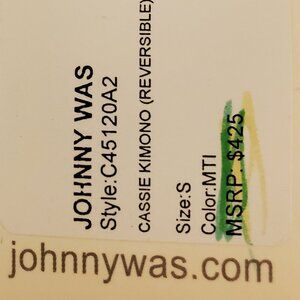 JOHNNY WAS
Style:C45120A2
CASSIE KIMONO (REVERSIBLE)
Size:S
Color:MTI
MSRP: $425
johnnywas.com